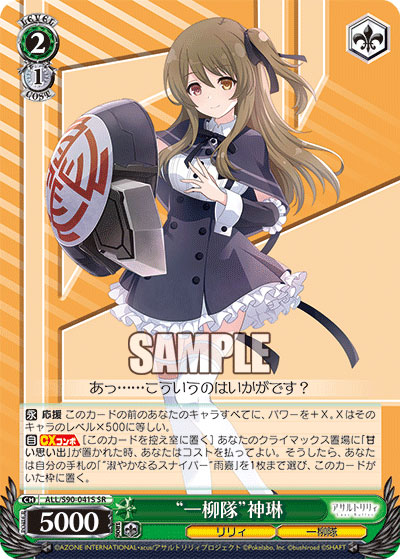 LEVEL
2
1
COST
SAMPLE
あっ……こういうのはいかがです？
永 応援 このカードの前のあなたのキャラすべてに、パワーを＋X。Xはそ
のキャラのレベル×500に等しい。
自 CXコンボ ［このカードを控え室に置く］ あなたのクライマックス置場に「甘
い思い出」が置かれた時、あなたはコストを払ってよい。そうしたら、あな
たは自分の手札の「“淑やかなるスナイパー”雨嘉」を1枚まで選び、このカードが
いた枠に置く。
CH
ALL/S90-041S SR
5000
“一柳隊”神琳
リリィ
一柳隊
アサルトリリィ
©AZONE INTERNATIONAL・acus/アサルトリリィプロジェクト ©Pokelabo, Inc. ©bushiroad ©SHAFT